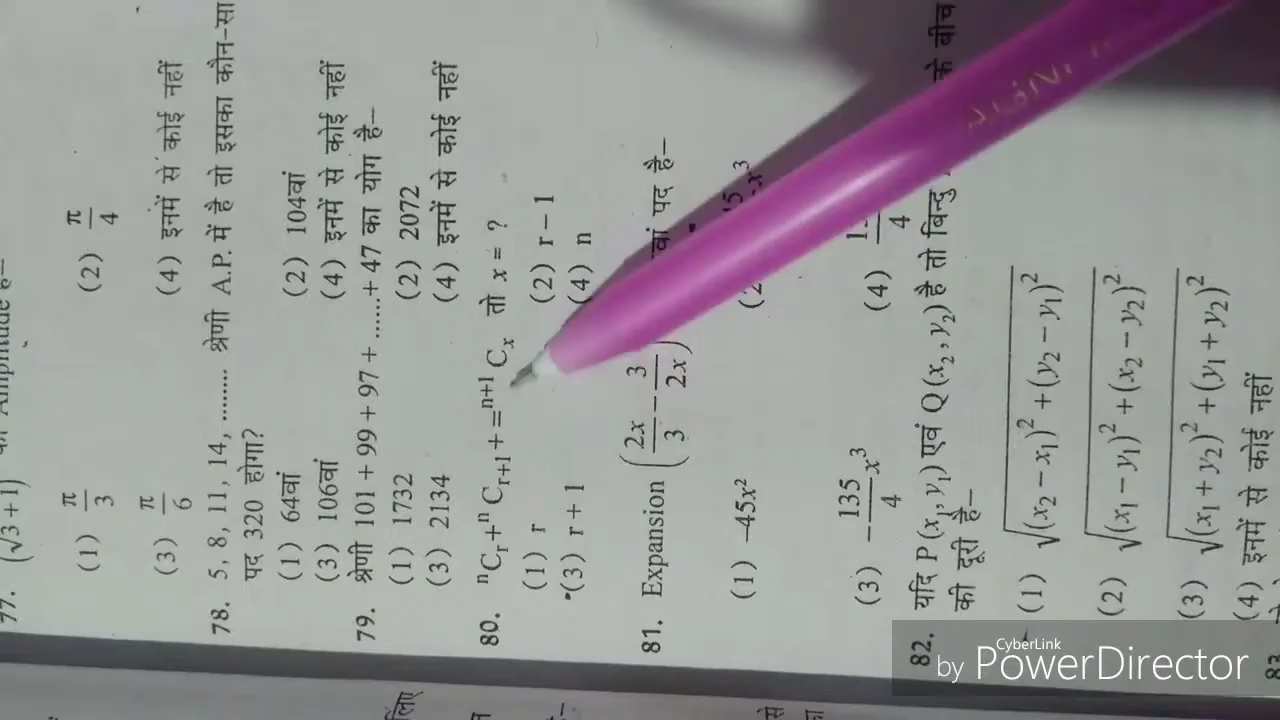 77. (√3+1) का Amplitude है–
(1) π/3 (2) π/4
(3) π/6 (4) इनमें से कोई नहीं
78. 5, 8, 11, 14, ........ श्रेणी A.P. में है तो इसका कौन-सा
पद 320 होगा?
(1) 64वां (2) 104वां
(3) 106वां (4) इनमें से कोई नहीं
79. श्रेणी 101 + 99 + 97 + ....... + 47 का योग है–
(1) 1732 (2) 2072
(3) 2134 (4) इनमें से कोई नहीं
80. ⁿCᵣ + ⁿCᵣ₊₁ + = ⁿ⁺¹Cₓ तो x = ?
(1) r (2) r – 1
(3) r + 1 (4) n
81. Expansion (2x/3 – 3/2x) वां पद है–
(1) –45x²
(3) –135/4 x³ (4)
82. यदि P (x₁, y₁) एवं Q (x₂, y₂) है तो बिन्दु के बीच
की दूरी है–
(1) √(x₂ – x₁)² + (y₂ – y₁)²
(2) √(x₁ – y₁)² + (x₂ – y₂)²
(3) √(x₁ + y₂)² + (y₁ + y₂)²
(4) इनमें से कोई नहीं
83
CyberLink
by PowerDirector